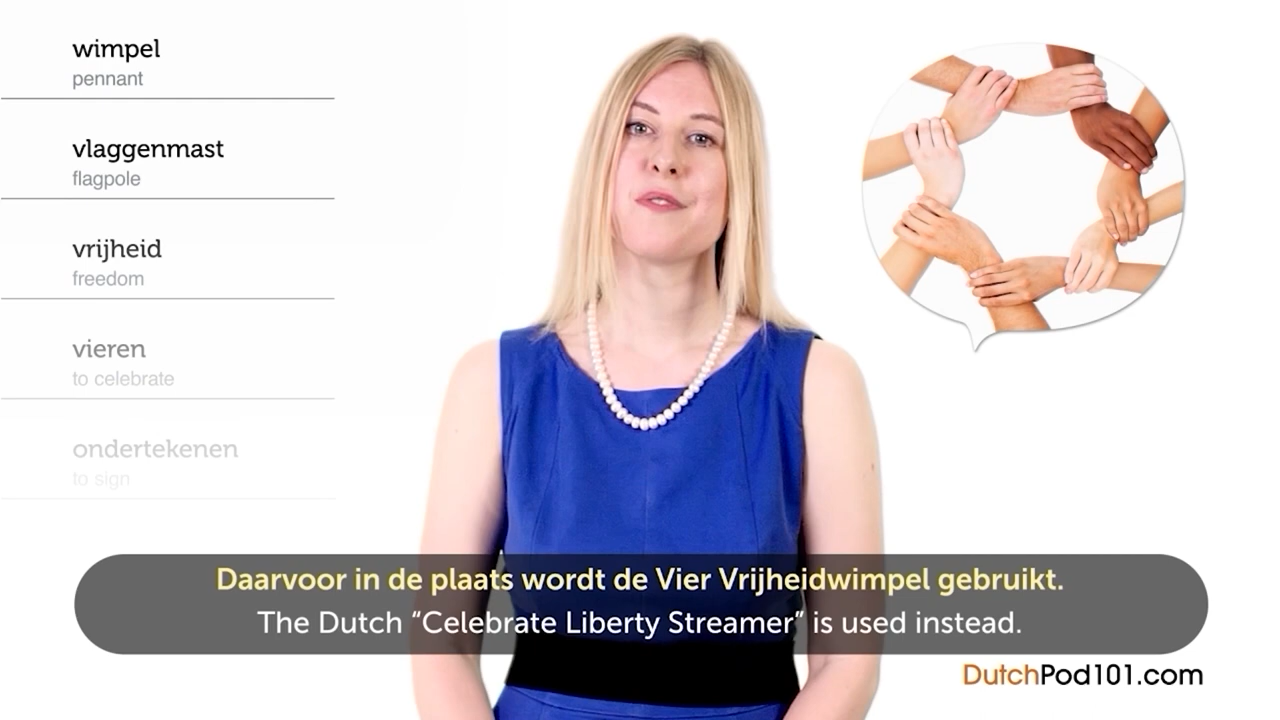 wimpel
pennant
vlaggenmast
flagpole
vrijheid
freedom
vieren
to celebrate
ondertekenen
to sign
Daarvoor in de plaats wordt de Vier Vrijheidwimpel gebruikt.
The Dutch “Celebrate Liberty Streamer” is used instead.
DutchPod101.com